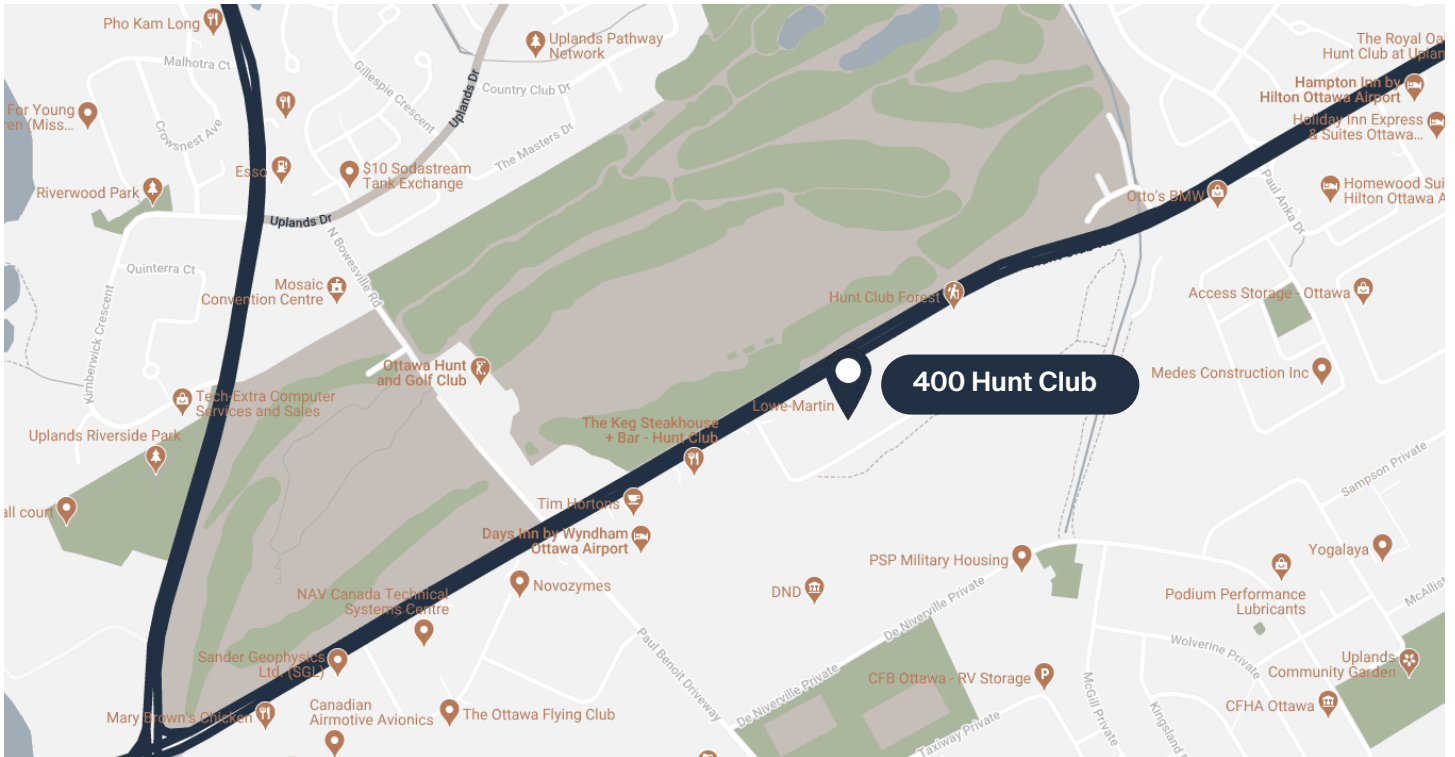 Pho Kam Long
Malhotra Ct
Uplands Pathway
Network
The Royal Oa
Hunt Club at Uplan
Gillespie Crescent
Country Club Dr
Uplands Dr
Hampton Inn by
Hilton Ottawa Airport
For Young
ren (Miss...
Crowsnest Ave
The Masters Dr
Holiday Inn Express
& Suites Ottawa...
Esso
$10 Sodastream
Tank Exchange
Riverwood Park
Otto's BMW
Paul Anka Dr
Homewood Sui
Hilton Ottawa A
Uplands Dr
N Bowesville Rd
Quinterra Ct
Mosaic
Convention Centre
Kimberwick Crescent
Hunt Club Forest
Access Storage - Ottawa
Ottawa Hunt
and Golf Club
400 Hunt Club
Medes Construction Inc
Tech-Extra Computer
Services and Sales
Lowe-Martin
The Keg Steakhouse
+ Bar - Hunt Club
Uplands Riverside Park
Sampson Private
all court
Tim Hortons
Days Inn by Wyndham
Ottawa Airport
Yogalaya
PSP Military Housing
Novozymes
DND
Podium Performance
Lubricants
NAV Canada Technical
Systems Centre
McAllis
De Niverville Private
Paul Benoit Driveway
Wolverine Private
Sander Geophysics
Ltd. (SGL)
Uplands
Community Garden
CFB Ottawa - RV Storage
McGill Private
De Niverville Private
Mary Brown's Chicken
Canadian
Airmotive Avionics
The Ottawa Flying Club
CFHA Ottawa
Kingsland
Taxiway Private